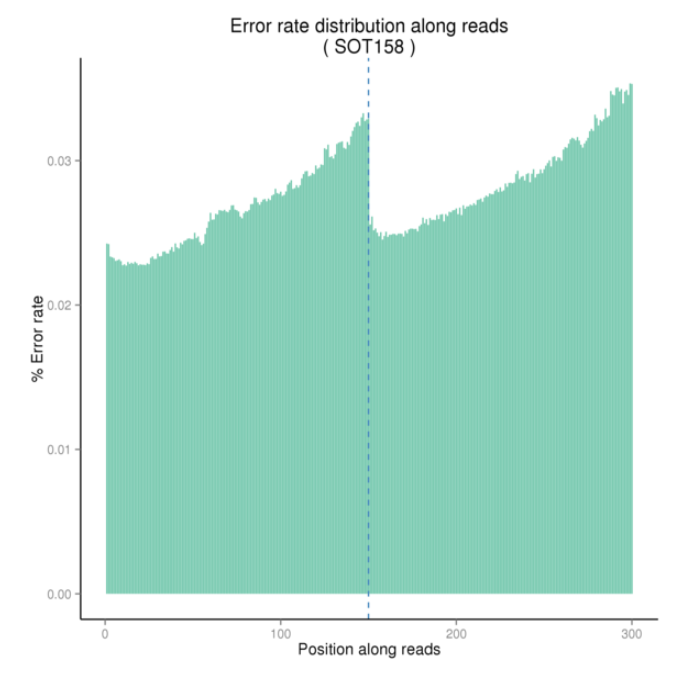 Error rate distribution along reads
( SOT158 )
% Error rate
0.03
0.02
0.01
0.00
0 100 200 300
Position along reads